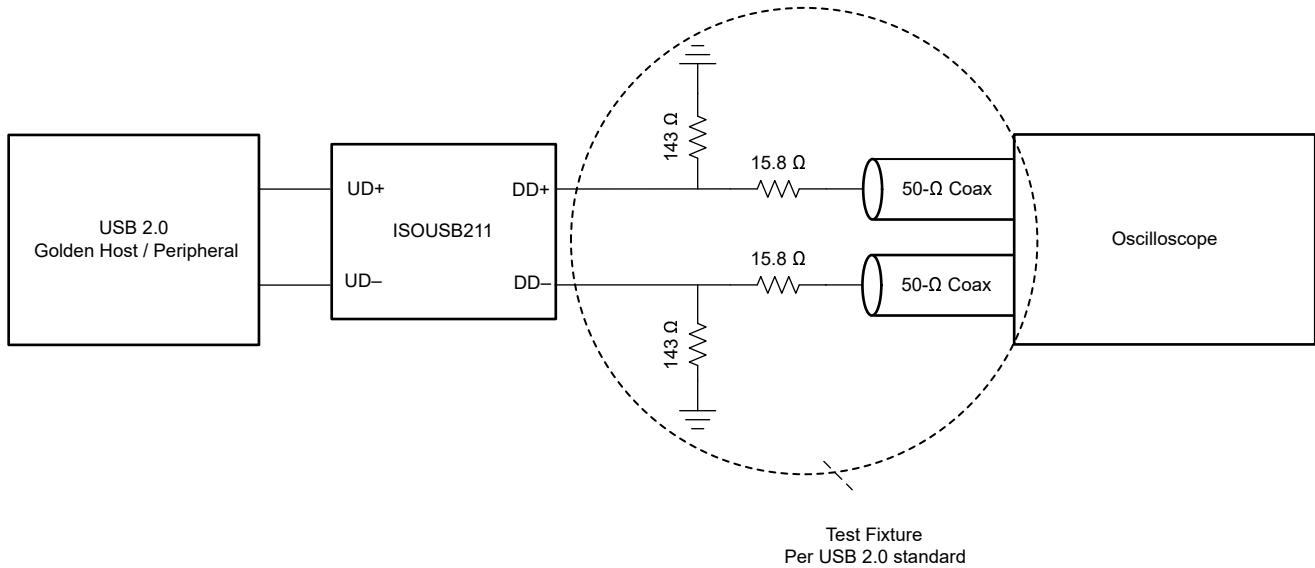 USB 2.0
Golden Host / Peripheral
UD+
UD–
ISOUSB211
DD+
DD–
143 Ω
15.8 Ω
50-Ω Coax
15.8 Ω
50-Ω Coax
143 Ω
Oscilloscope
Test Fixture
Per USB 2.0 standard